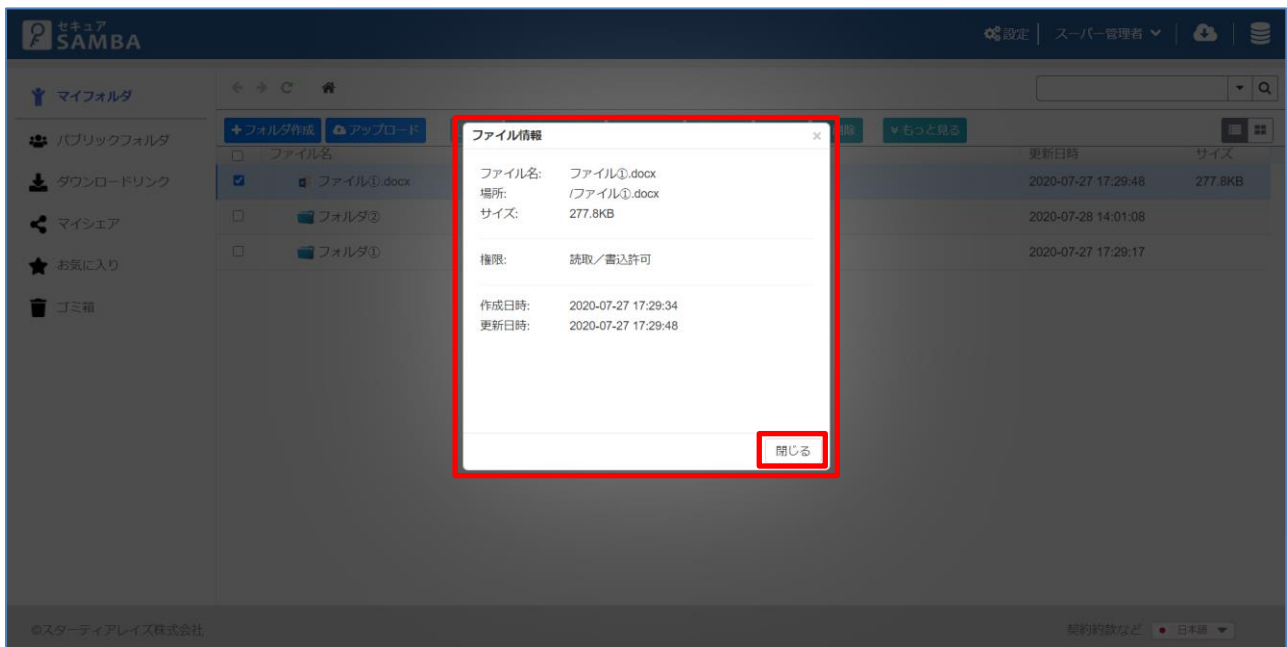 セキュア
SAMBA
設定 スーパー管理者
マイフォルダ
パブリックフォルダ
ダウンロードリンク
マイシェア
お気に入り
ゴミ箱
フォルダ作成 アップロード 削除 もっと見る
ファイル名 更新日時 サイズ
ファイル①.docx 2020-07-27 17:29:48 277.8KB
フォルダ② 2020-07-28 14:01:08
フォルダ① 2020-07-27 17:29:17
ファイル情報 ×
ファイル名: ファイル①.docx
場所: /ファイル①.docx
サイズ: 277.8KB
権限: 読取／書込許可
作成日時: 2020-07-27 17:29:34
更新日時: 2020-07-27 17:29:48
閉じる
©スターティアレイズ株式会社 契約約款など 日本語